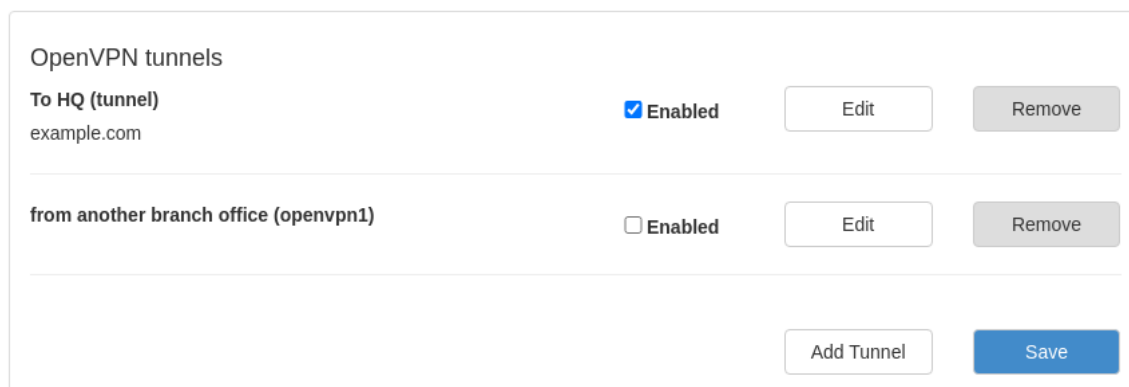 OpenVPN tunnels
To HQ (tunnel)
example.com
Enabled
Edit
Remove
from another branch office (openvpn1)
Enabled
Edit
Remove
Add Tunnel
Save